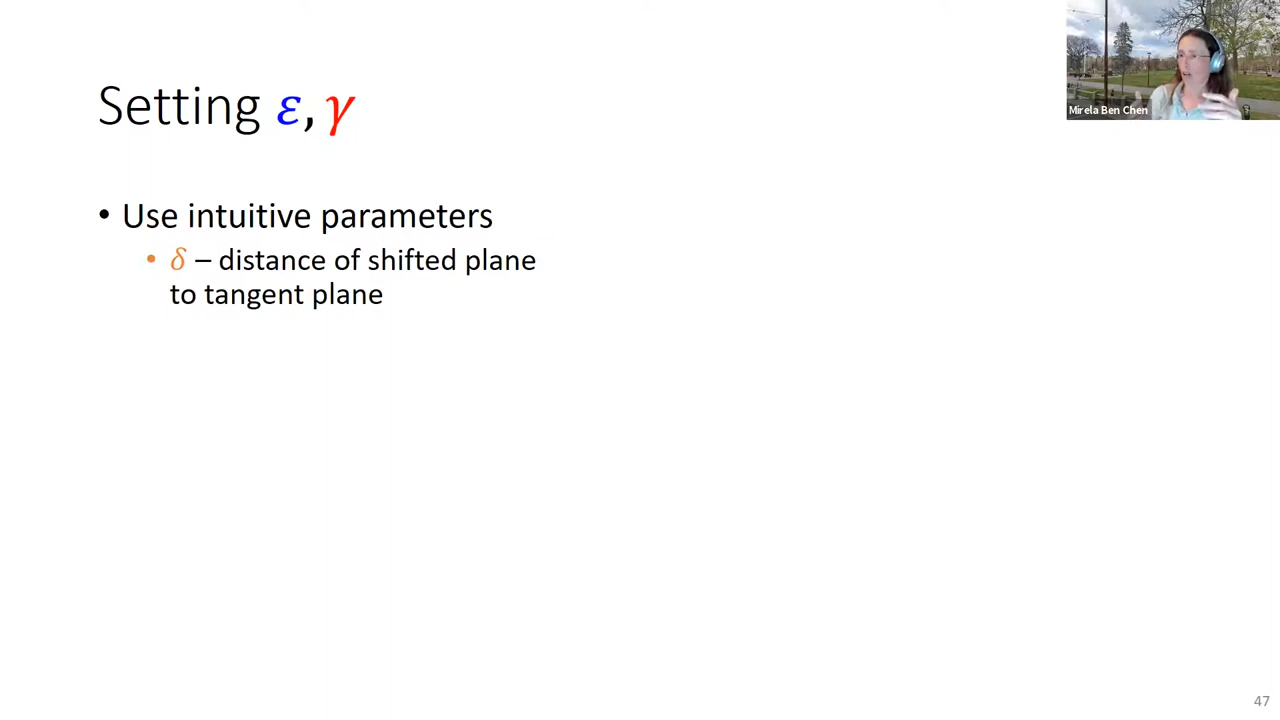 Mirela Ben Chen
Setting ε, γ
• Use intuitive parameters
• δ – distance of shifted plane
to tangent plane
47